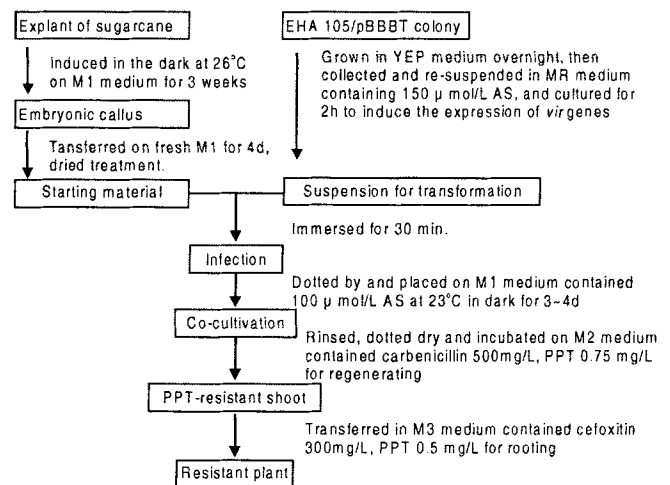 Explant of sugarcane
EHA 105/pBBBT colony
Induced in the dark at 26°C
on M1 medium for 3 weeks
Grown in YEP medium overnight, then
collected and re-suspended in MR medium
containing 150 μ mol/L AS, and cultured for
2h to induce the expression of vir genes
Embryonic callus
Tansferred on fresh M1 for 4d,
dried treatment.
Starting material
Suspension for transformation
Immersed for 30 min.
Infection
Dotted by and placed on M1 medium contained
100 μ mol/L AS at 23°C in dark for 3~4d
Co-cultivation
Rinsed, dotted dry and incubated on M2 medium
contained carbenicillin 500mg/L, PPT 0.75 mg/L
for regenerating
PPT-resistant shoot
Transferred in M3 medium contained cefoxitin
300mg/L, PPT 0.5 mg/L for rooting
Resistant plant